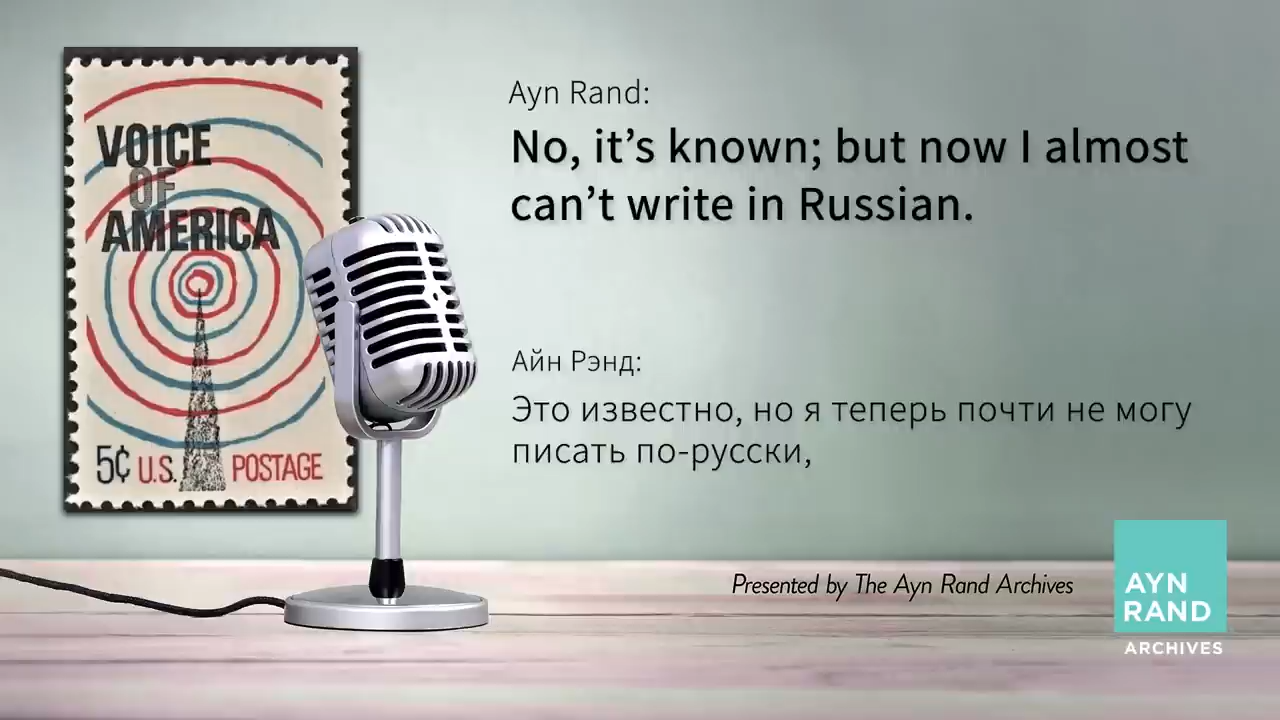 VOICE
OF
AMERICA
5¢ U.S. POSTAGE
Ayn Rand:
No, it’s known; but now I almost
can’t write in Russian.
Айн Рэнд:
Это известно, но я теперь почти не могу
писать по-русски,
Presented by The Ayn Rand Archives
AYN
RAND
ARCHIVES